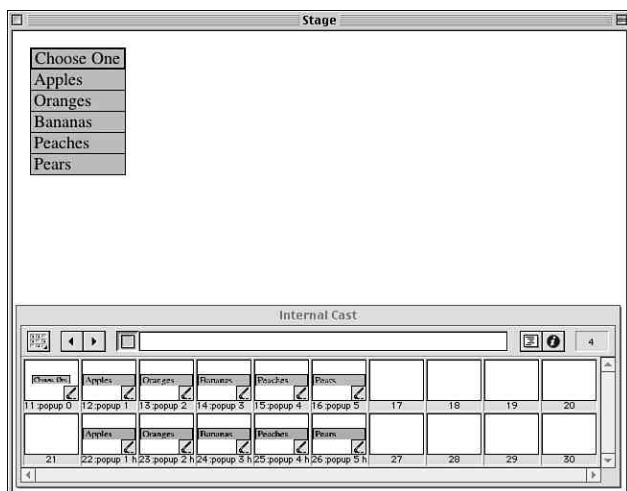 Stage
Choose One
Apples
Oranges
Bananas
Peaches
Pears
Internal Cast
4
Choose One Apples Oranges Bananas Peaches Pears
11 :popup 0 12 :popup 1 13 :popup 2 14 :popup 3 15 :popup 4 16 :popup 5 17 18 19 20
Apples Oranges Bananas Peaches Pears
21 22 :popup 1 h 23 :popup 2 h 24 :popup 3 h 25 :popup 4 h 26 :popup 5 h 27 28 29 30